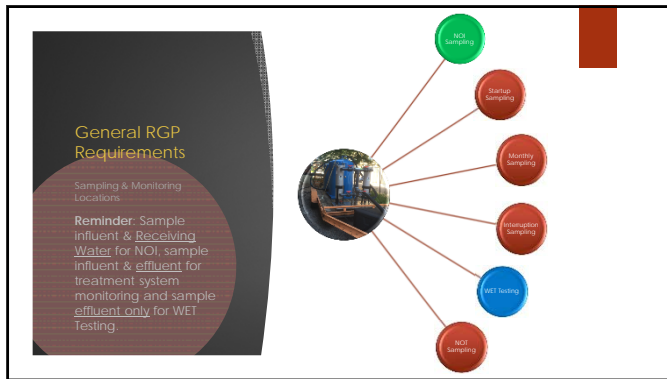 General RGP
Requirements
Sampling & Monitoring
Locations
Reminder: Sample
influent & Receiving
Water for NOI, sample
influent & effluent for
treatment system
monitoring and sample
effluent only for WET
Testing.
NOI
Sampling
Startup
Sampling
Monthly
Sampling
Interruption
Sampling
WET Testing
NOT
Sampling